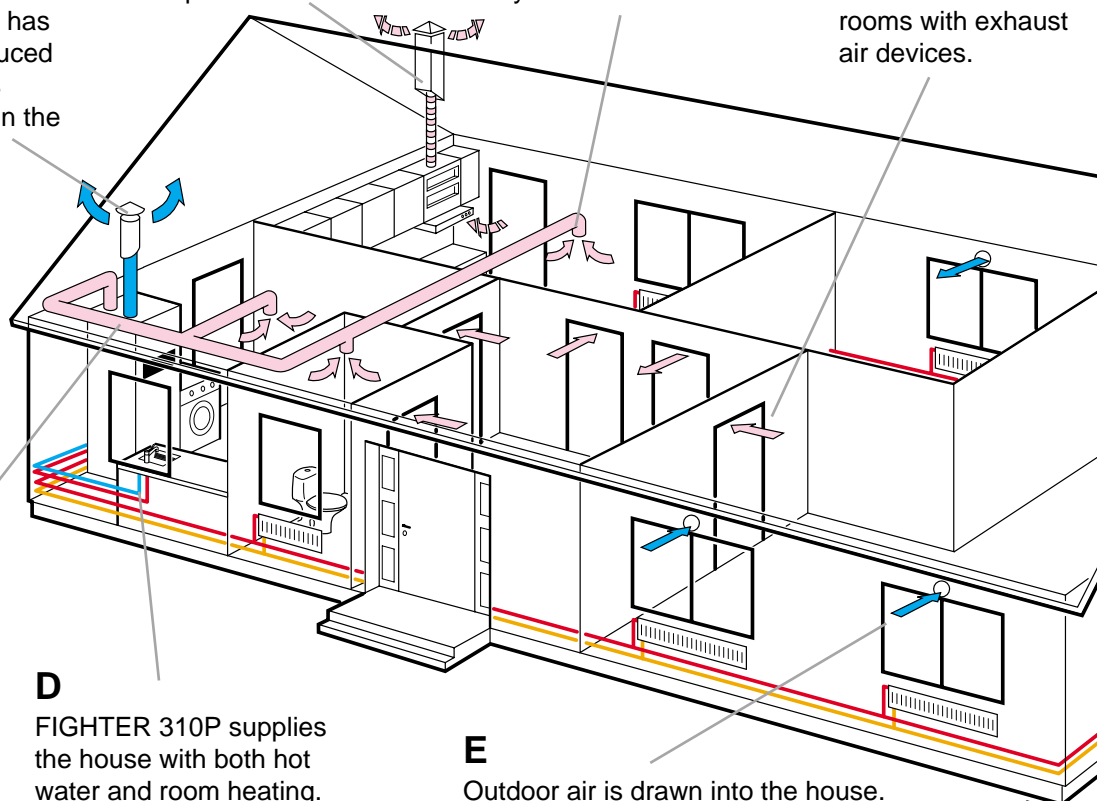 has
rooms with exhaust
air devices.
n the
D
FIGHTER 310P supplies
the house with both hot
water and room heating.
E
Outdoor air is drawn into the house.